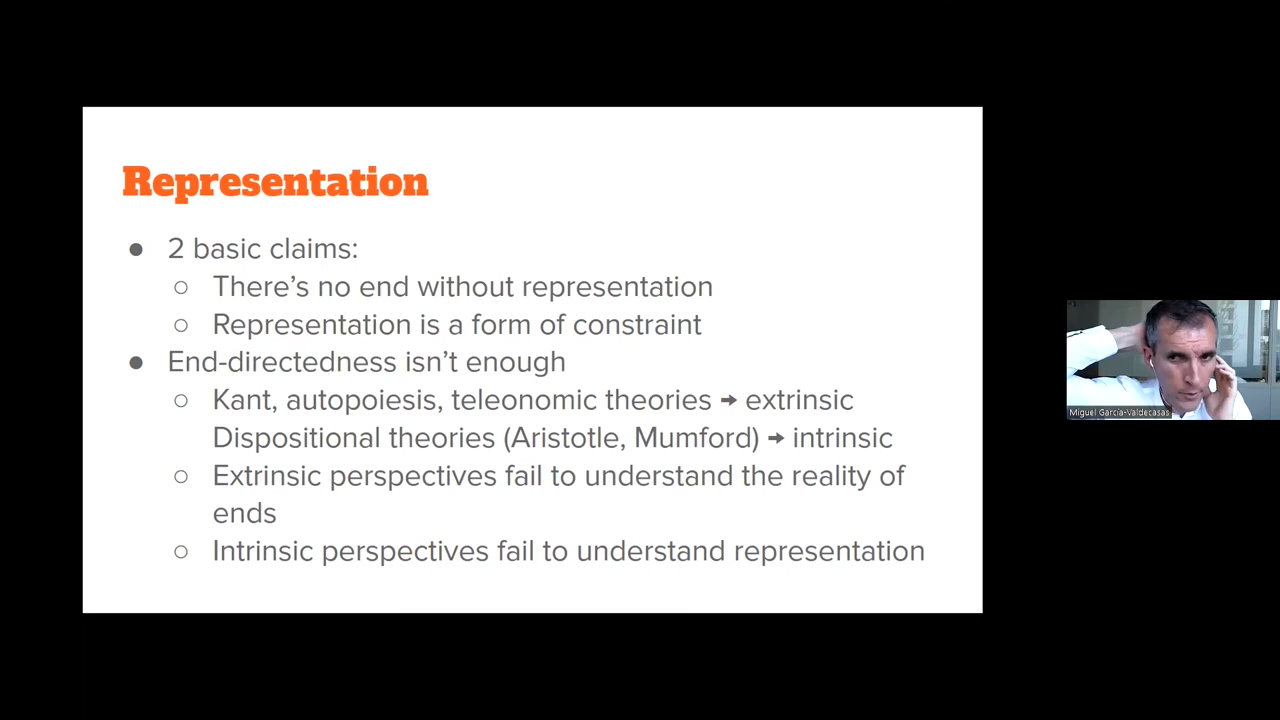 Representation
● 2 basic claims:
○ There’s no end without representation
○ Representation is a form of constraint
● End-directedness isn’t enough
○ Kant, autopoiesis, teleonomic theories → extrinsic
Dispositional theories (Aristotle, Mumford) → intrinsic
○ Extrinsic perspectives fail to understand the reality of
ends
○ Intrinsic perspectives fail to understand representation
Miguel García-Valdecasas